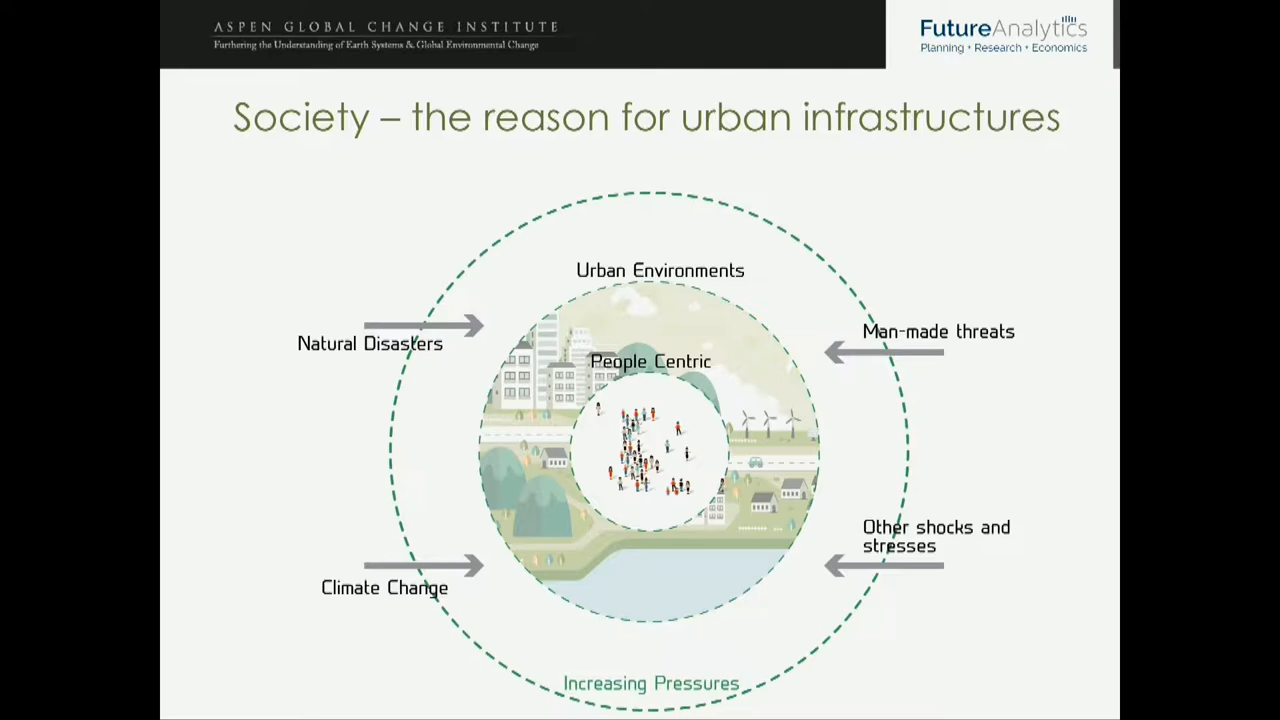 ASPEN GLOBAL CHANGE INSTITUTE
Furthering the Understanding of Earth Systems & Global Environmental Change
FutureAnalytics
Planning • Research • Economics
Society – the reason for urban infrastructures
Urban Environments
Natural Disasters
Man-made threats
People Centric
Other shocks and
stresses
Climate Change
Increasing Pressures